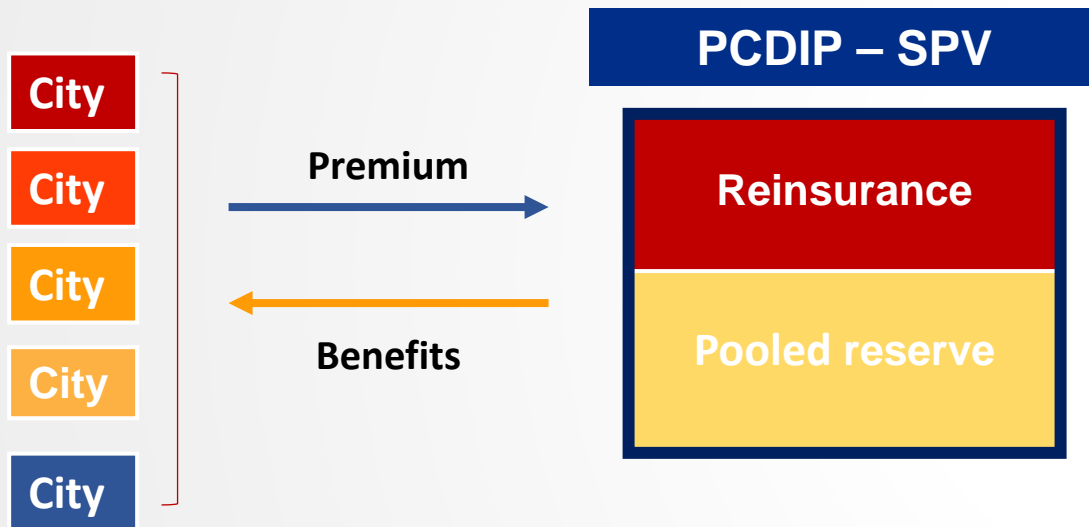 PCDIP – SPV
City
City
City
City
City
Premium
Benefits
Reinsurance
Pooled reserve